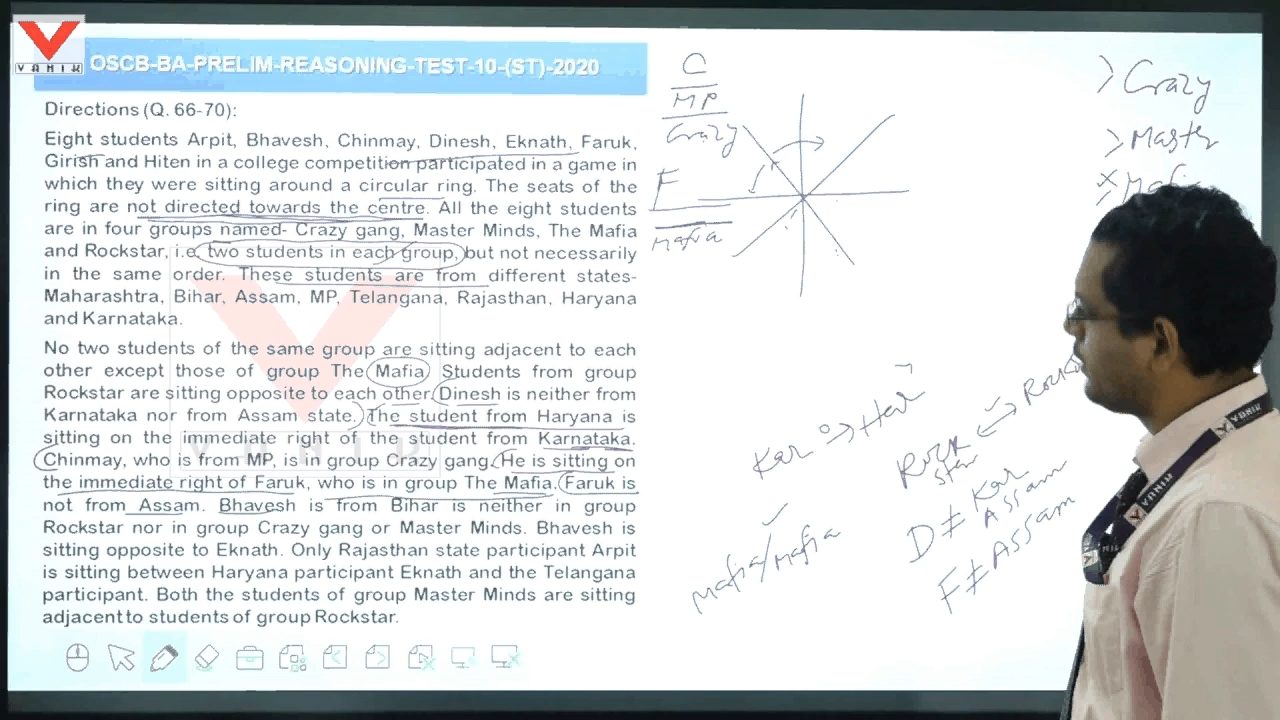 VANIK
OSCB-BA-PRELIM-REASONING-TEST-10-(ST)-2020
Directions (Q. 66-70):
Eight students Arpit, Bhavesh, Chinmay, Dinesh, Eknath, Faruk,
Girish and Hiten in a college competition participated in a game in
which they were sitting around a circular ring. The seats of the
ring are not directed towards the centre. All the eight students
are in four groups named- Crazy gang, Master Minds, The Mafia
and Rockstar, i.e. two students in each group, but not necessarily
in the same order. These students are from different states-
Maharashtra, Bihar, Assam, MP, Telangana, Rajasthan, Haryana
and Karnataka.
No two students of the same group are sitting adjacent to each
other except those of group The Mafia Students from group
Rockstar are sitting opposite to each other. Dinesh is neither from
Karnataka nor from Assam state. The student from Haryana is
sitting on the immediate right of the student from Karnataka.
Chinmay, who is from MP, is in group Crazy gang. He is sitting on
the immediate right of Faruk, who is in group The Mafia. Faruk is
not from Assam. Bhavesh is from Bihar is neither in group
Rockstar nor in group Crazy gang or Master Minds. Bhavesh is
sitting opposite to Eknath. Only Rajasthan state participant Arpit
is sitting between Haryana participant Eknath and the Telangana
participant. Both the students of group Master Minds are sitting
adjacent to students of group Rockstar.
VANIK
C
MP
Crazy
F
Mafia
Crazy
Master
Mafia
Kar → Har
Rock star ↔ Rock
D ≠ Kar
Assam
F ≠ Assam
Mafia/Mafia
VANIK
VANIK